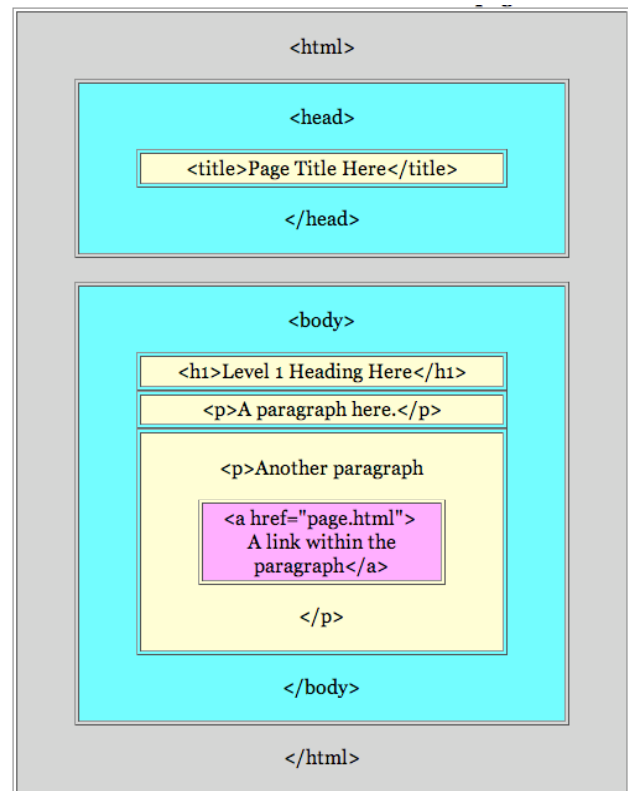 <html>
<head>
<title>Page Title Here</title>
</head>
<body>
<h1>Level 1 Heading Here</h1>
<p>A paragraph here.</p>
<p>Another paragraph
<a href="page.html">
A link within the
paragraph</a>
</p>
</body>
</html>